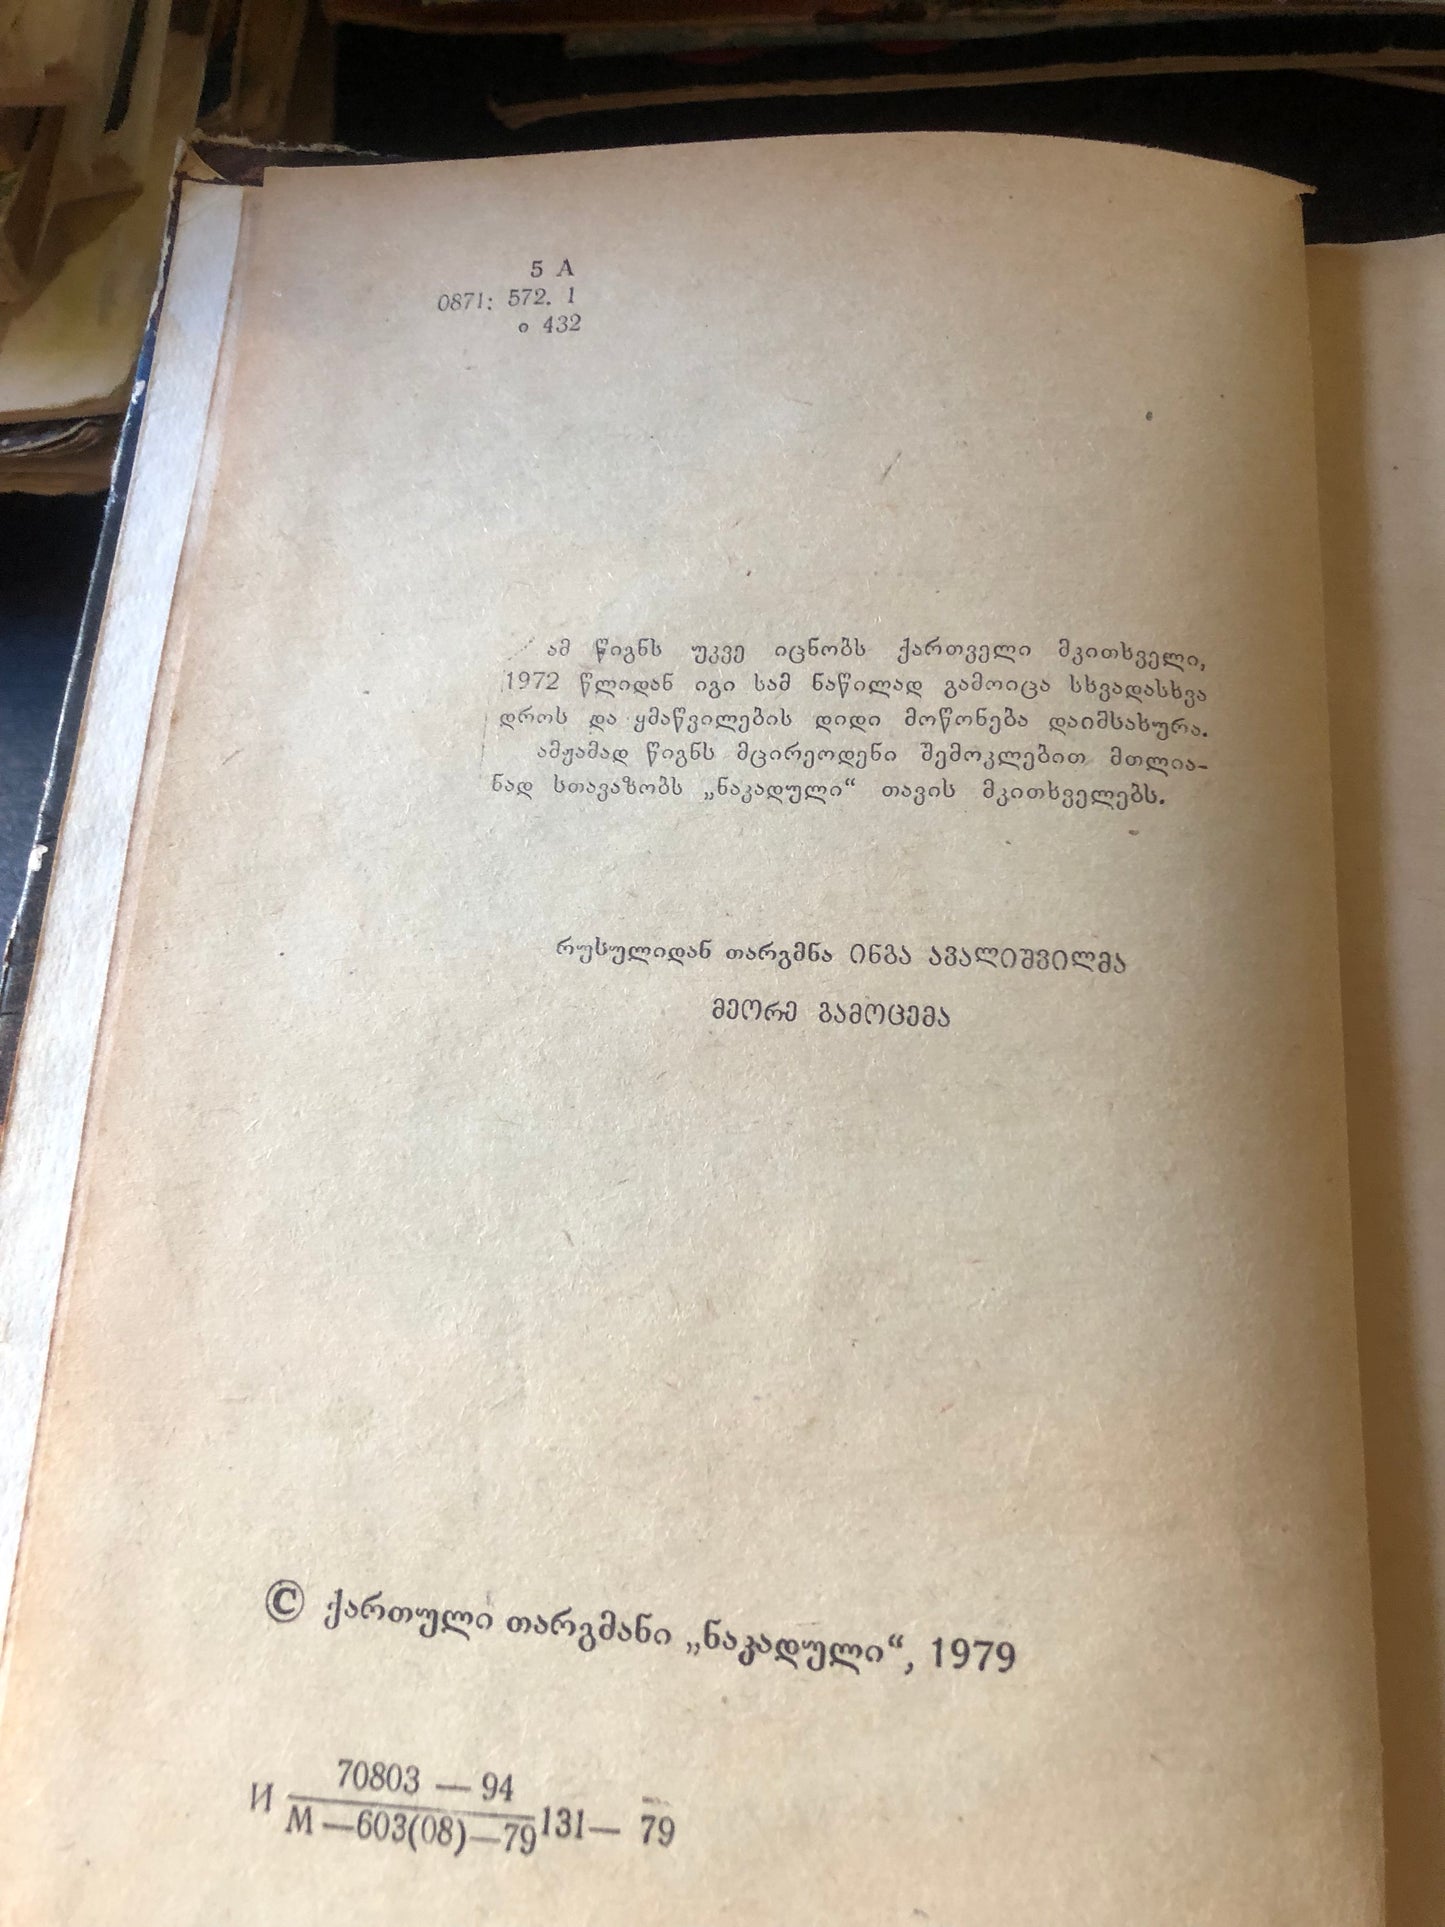 5 А
0871: 572. 1
ი 432
ამ წიგნს უკვე იცნობს ქართველი მკითხველი,
1972 წლიდან იგი სამ ნაწილად გამოიცა სხვადასხვა
დროს და ყმაწვილების დიდი მოწონება დაიმსახურა.
ამჟამად წიგნს მცირეოდენი შემოკლებით მთლია-
ნად სთავაზობს „ნაკადული“ თავის მკითხველებს.
რუსულიდან თარგმნა ინგა ავალიშვილმა
მეორე გამოცემა
© ქართული თარგმანი „ნაკადული“, 1979
И 70803 — 94
М —603(08)—79 131— 79